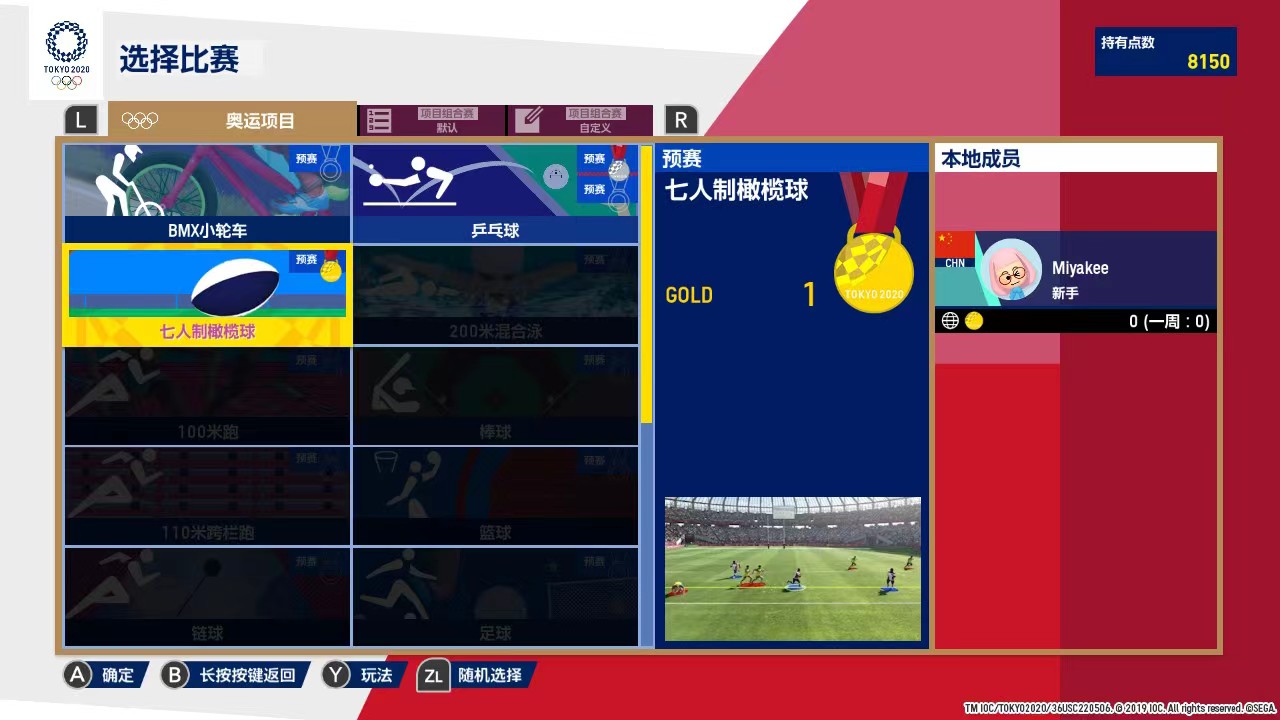 TOKYO 2020
选择比赛
持有点数
8150
L
奥运项目
项目组合赛
默认
项目组合赛
自定义
R
预赛
BMX小轮车
预赛
预赛
乒乓球
预赛
七人制橄榄球
预赛
200米混合泳
预赛
100米跑
预赛
棒球
预赛
110米跨栏跑
预赛
篮球
预赛
链球
预赛
足球
预赛
七人制橄榄球
GOLD 1
TOKYO 2020
本地成员
CHN
Miyakee
新手
0 (一周：0)
A 确定
B 长按按键返回
Y 玩法
ZL 随机选择
TM IOC/TOKYO2020/36USC220506. © 2019 IOC. All rights reserved. ©SEGA.